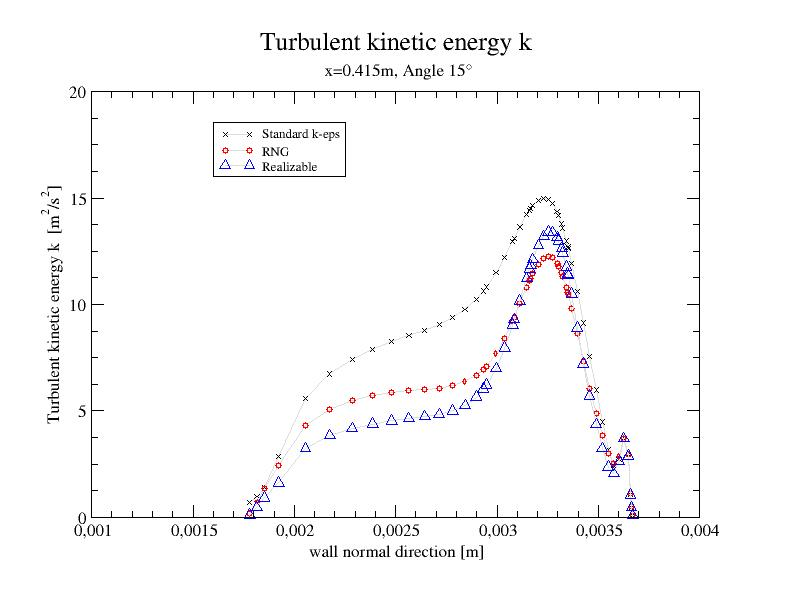 Turbulent kinetic energy k
x=0.415m, Angle 15°
20
15
10
5
0
Turbulent kinetic energy k [m²/s²]
Standard k-eps
RNG
Realizable
0,001 0,0015 0,002 0,0025 0,003 0,0035 0,004
wall normal direction [m]